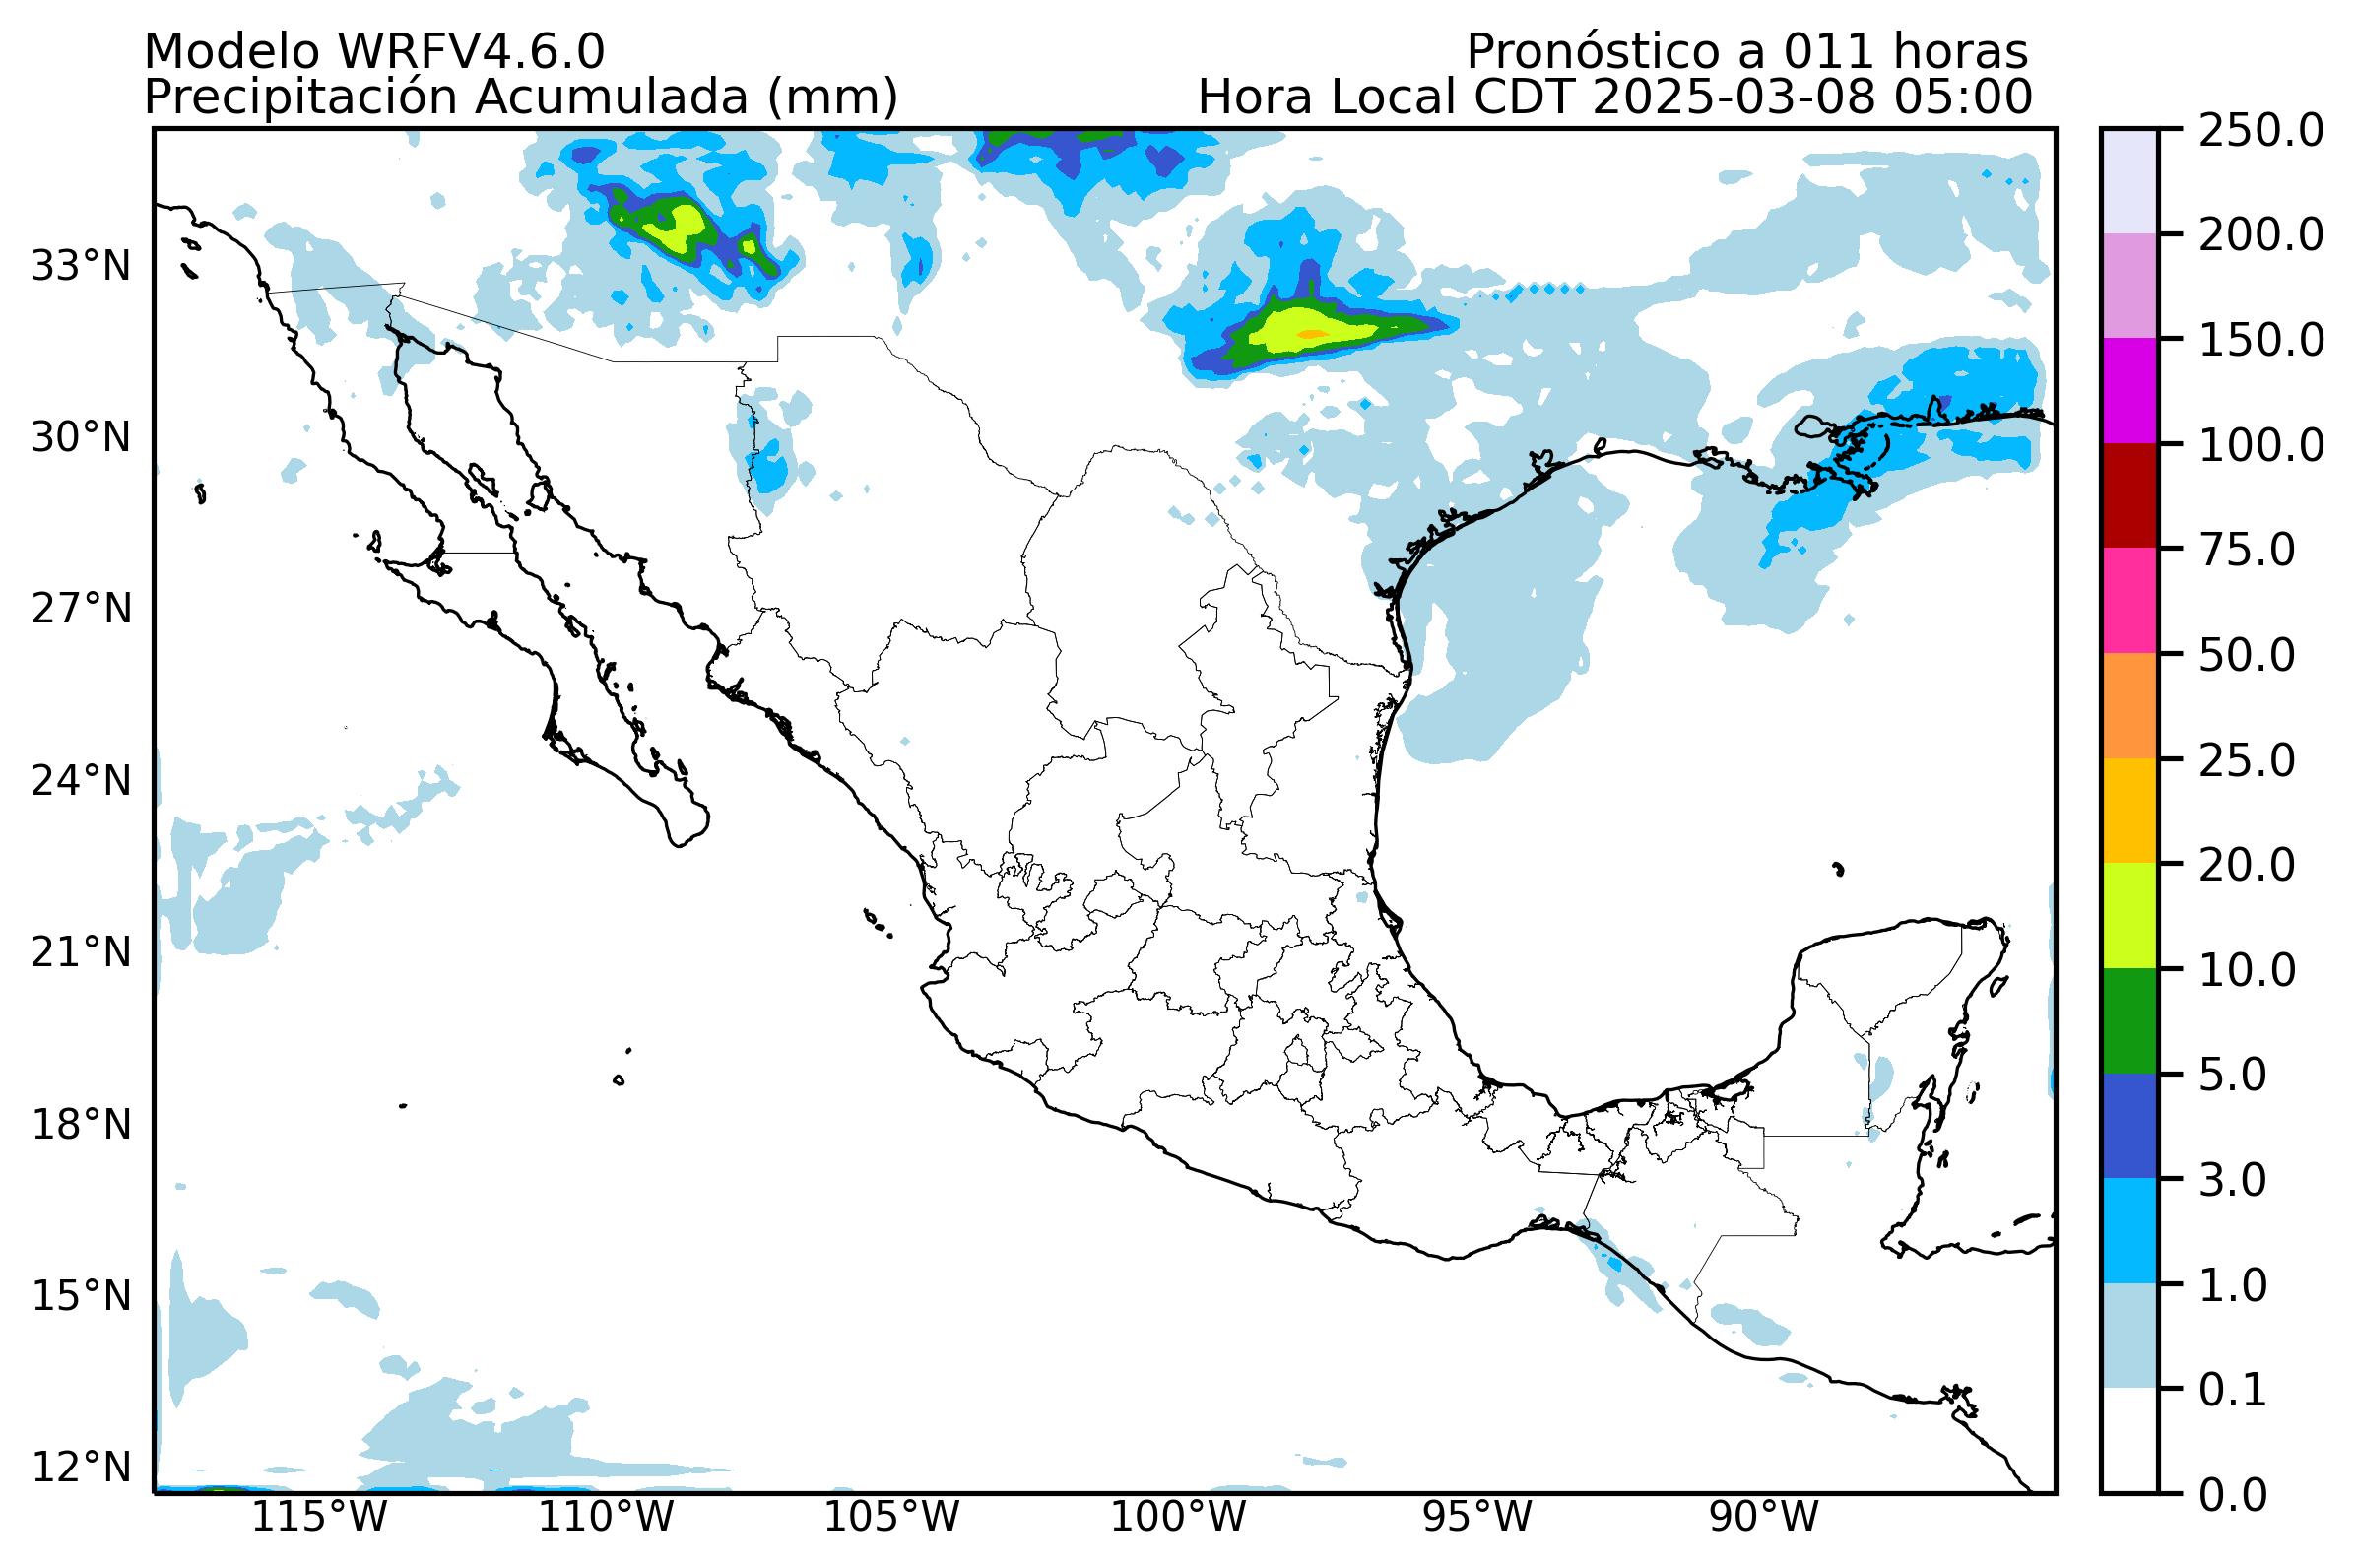 Modelo WRFV4.6.0
Pronóstico a 011 horas
Precipitación Acumulada (mm)
Hora Local CDT 2025-03-08 05:00
33°N
30°N
27°N
24°N
21°N
18°N
15°N
12°N
115°W
110°W
105°W
100°W
95°W
90°W
250.0
200.0
150.0
100.0
75.0
50.0
25.0
20.0
10.0
5.0
3.0
1.0
0.1
0.0